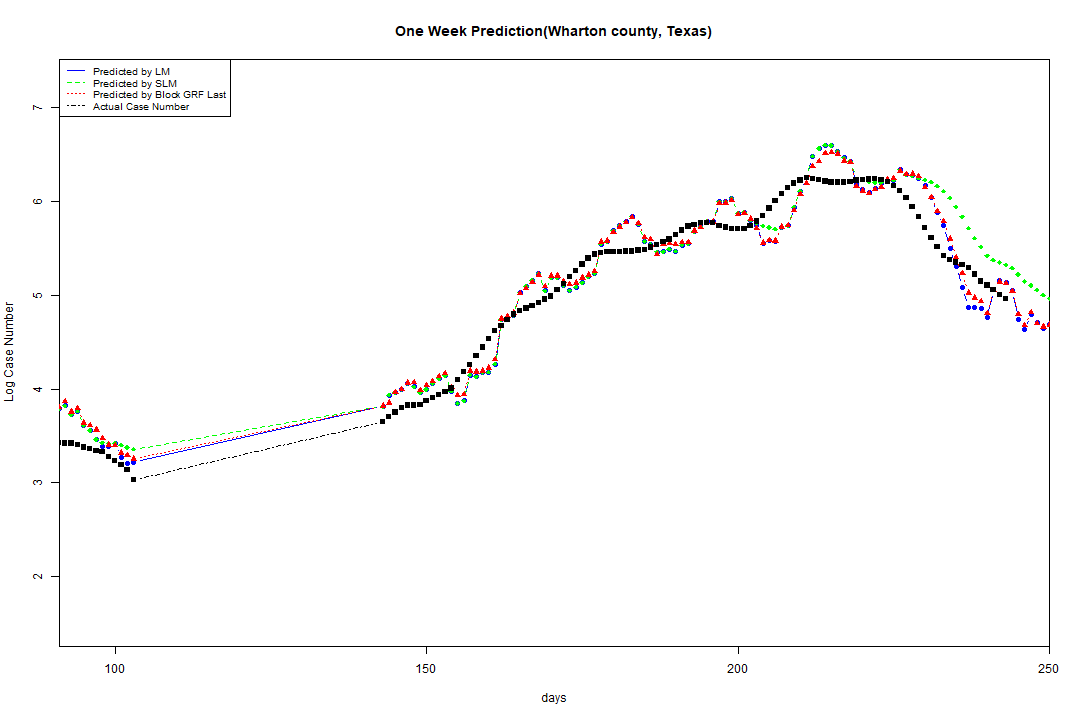 One Week Prediction(Wharton county, Texas)
Predicted by LM
Predicted by SLM
Predicted by Block GRF Last
Actual Case Number
7
6
5
4
3
2
Log Case Number
100 150 200 250
days